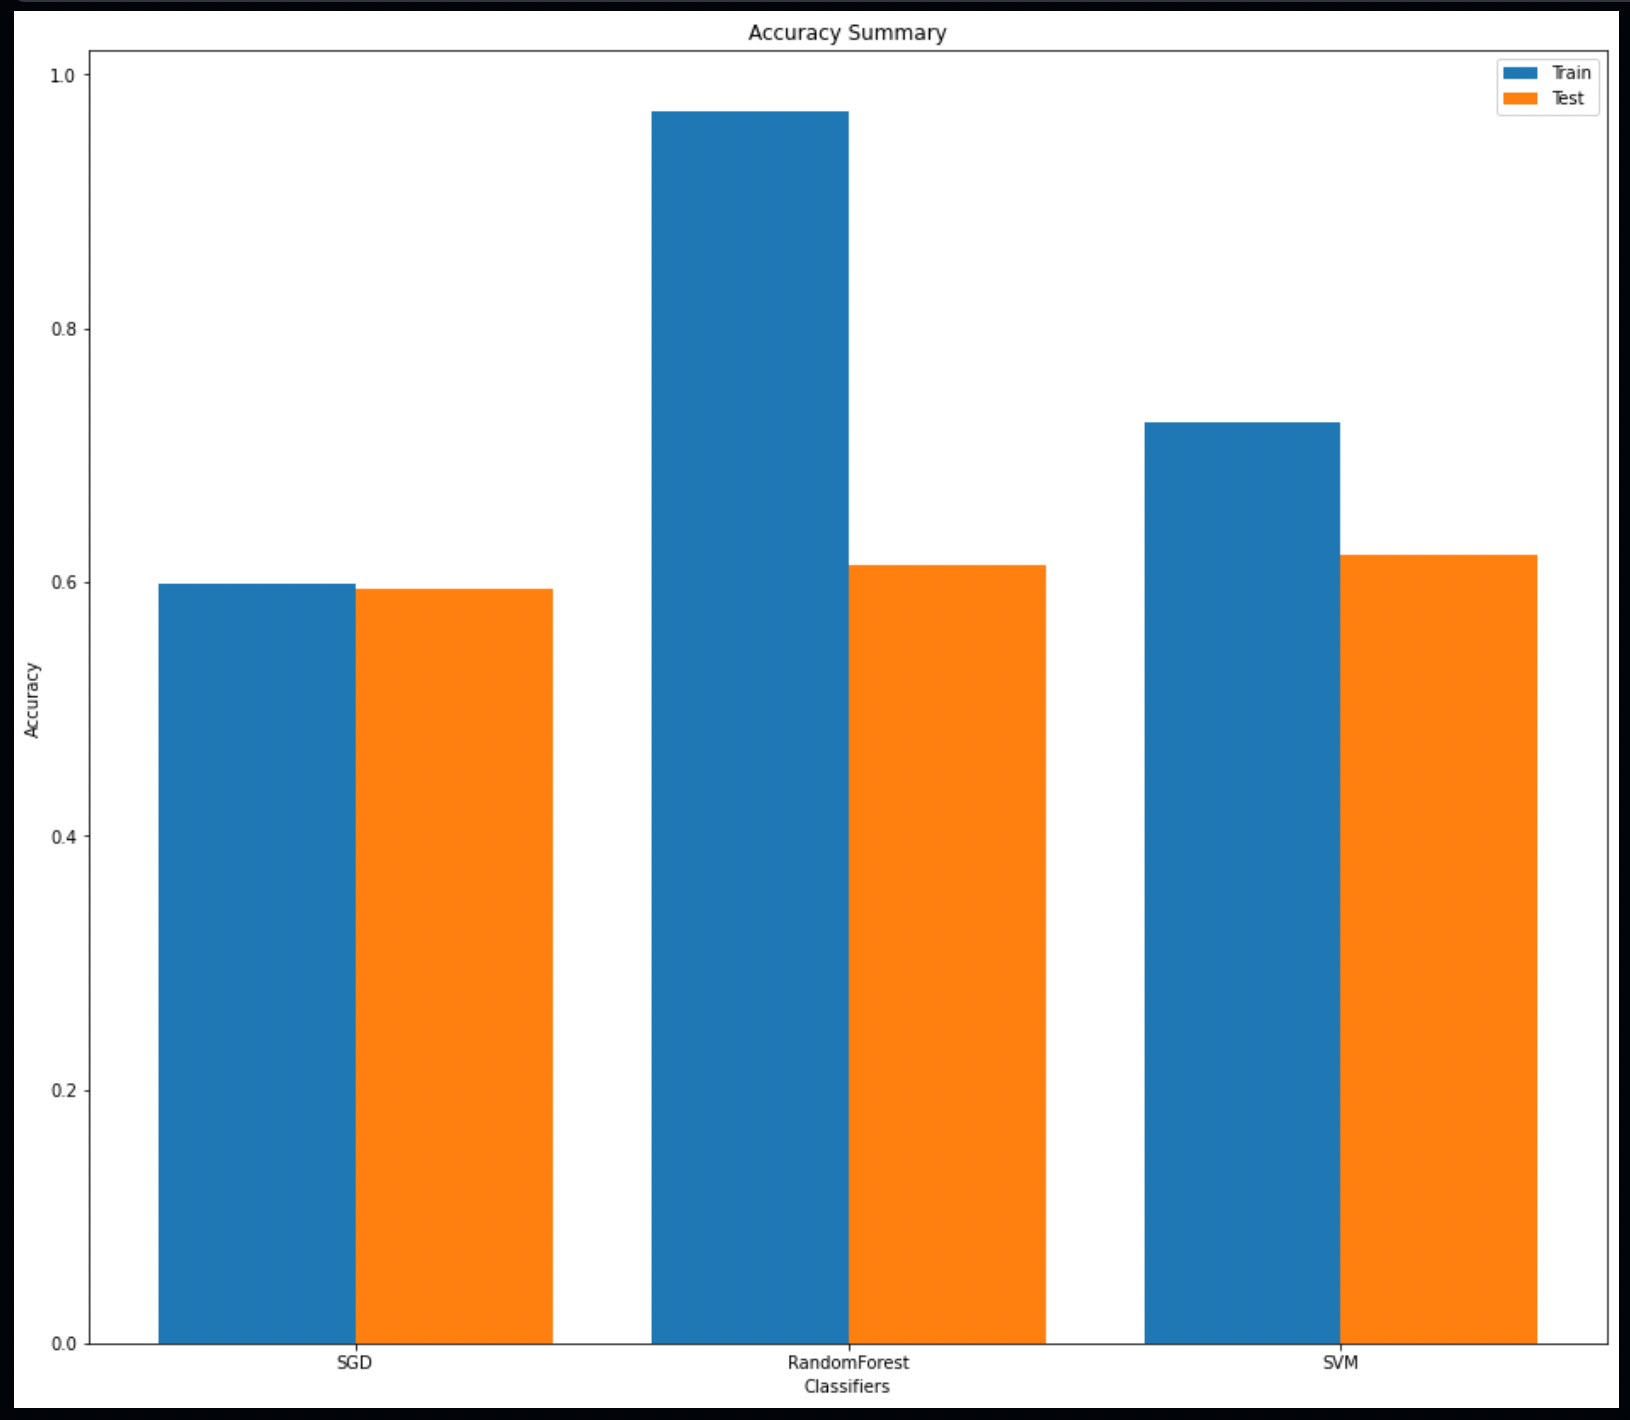 Accuracy Summary
Train
Test
1.0
0.8
0.6
0.4
0.2
0.0
Accuracy
SGD
RandomForest
SVM
Classifiers